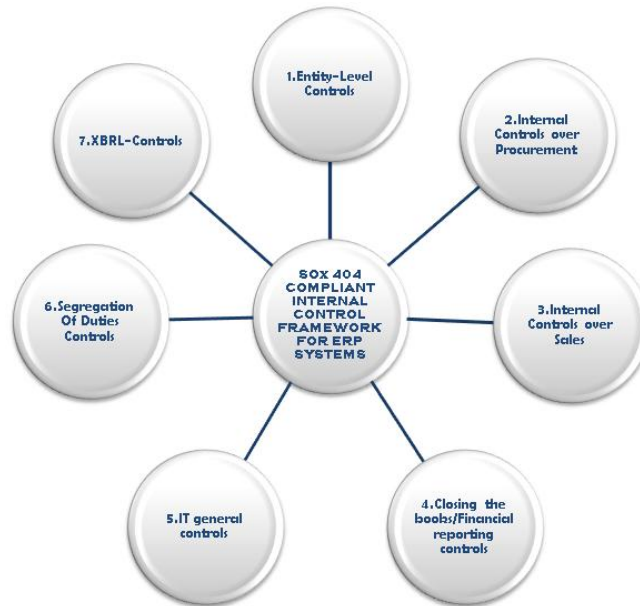 1.Entity-Level
Controls
2.Internal
Controls over
Procurement
3.Internal
Controls over
Sales
4.Closing the
boobs/Financial
reporting
controls
5.IT general
controls
6.Segregation
Of Duties
Controls
7.XBRL-Controls
SOX 404
COMPLIANT
INTERNAL
CONTROL
FRAMEWORK
FOR ERP
SYSTEMS